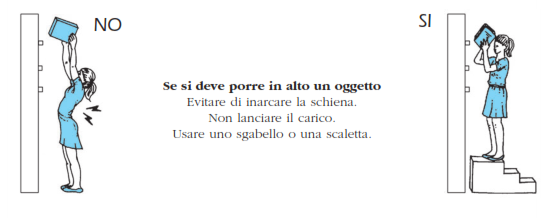 NO
SI
Se si deve porre in alto un oggetto
Evitare di inarcare la schiena.
Non lanciare il carico.
Usare uno sgabello o una scaletta.